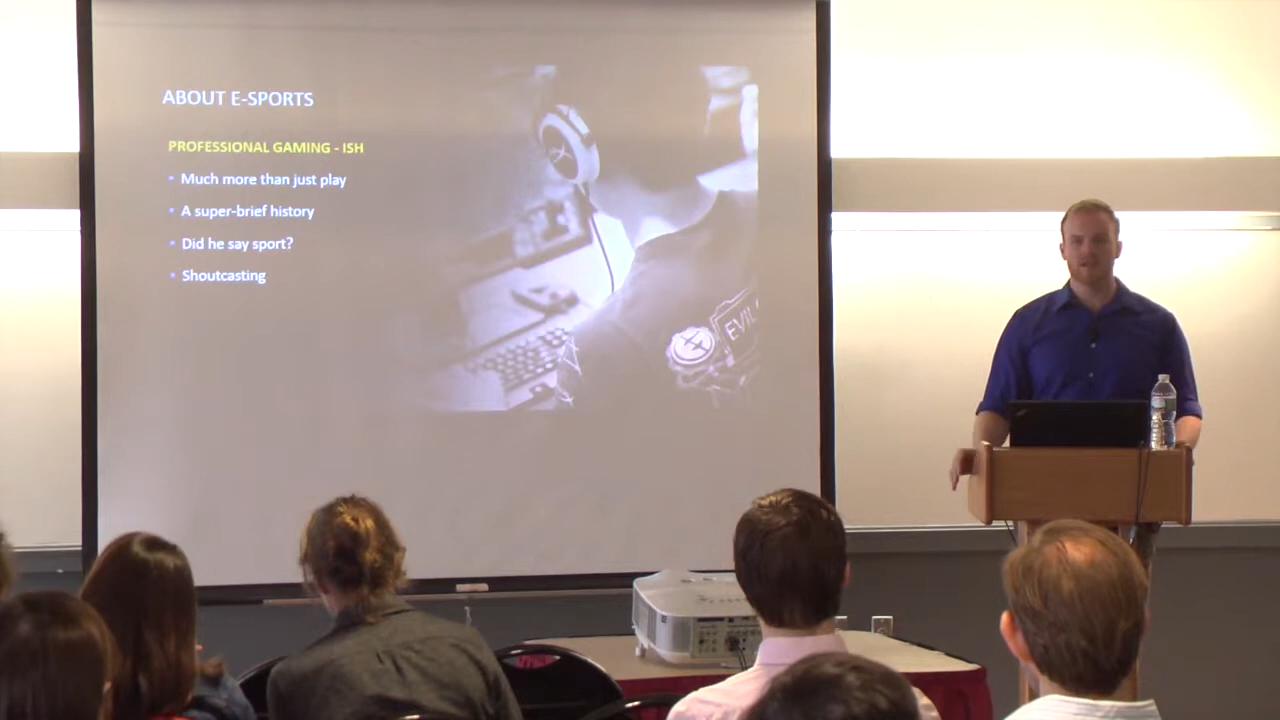 ABOUT E-SPORTS
PROFESSIONAL GAMING - ISH
• Much more than just play
• A super-brief history
• Did he say sport?
• Shoutcasting
EVIL